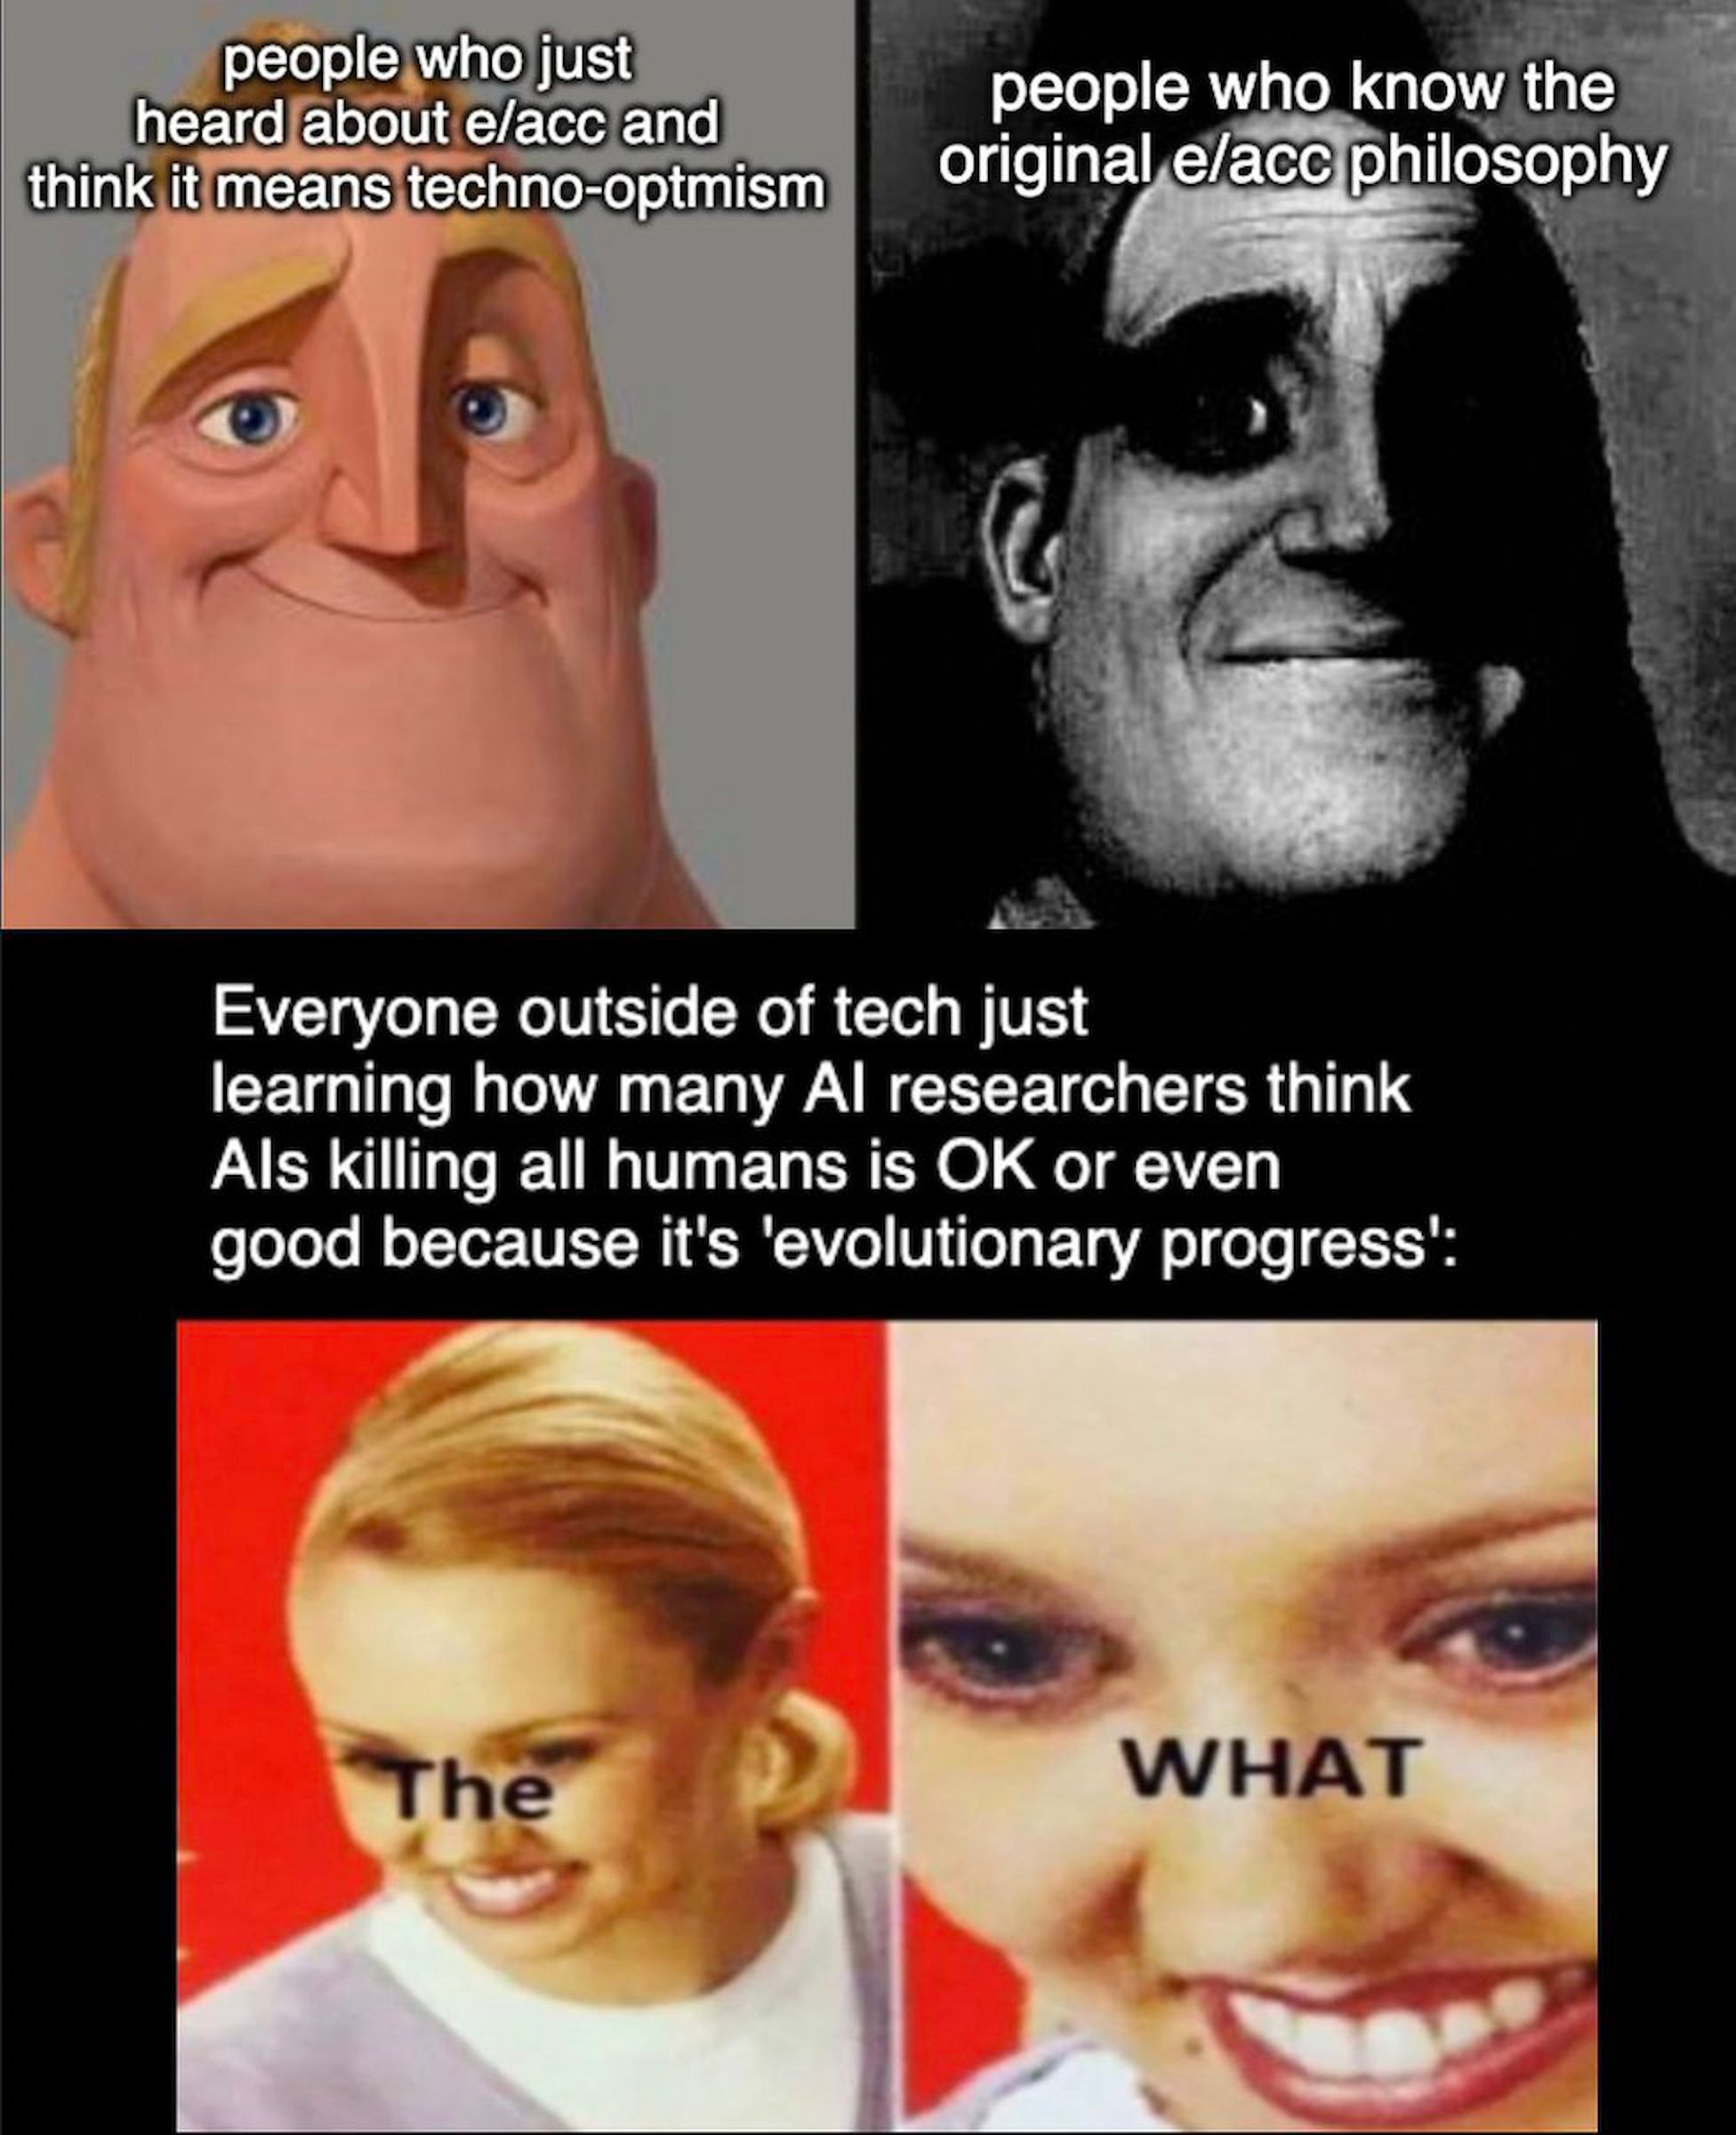 people who just
heard about e/acc and
think it means techno-optmism
people who know the
original e/acc philosophy
Everyone outside of tech just
learning how many AI researchers think
AIs killing all humans is OK or even
good because it's 'evolutionary progress':
The
WHAT